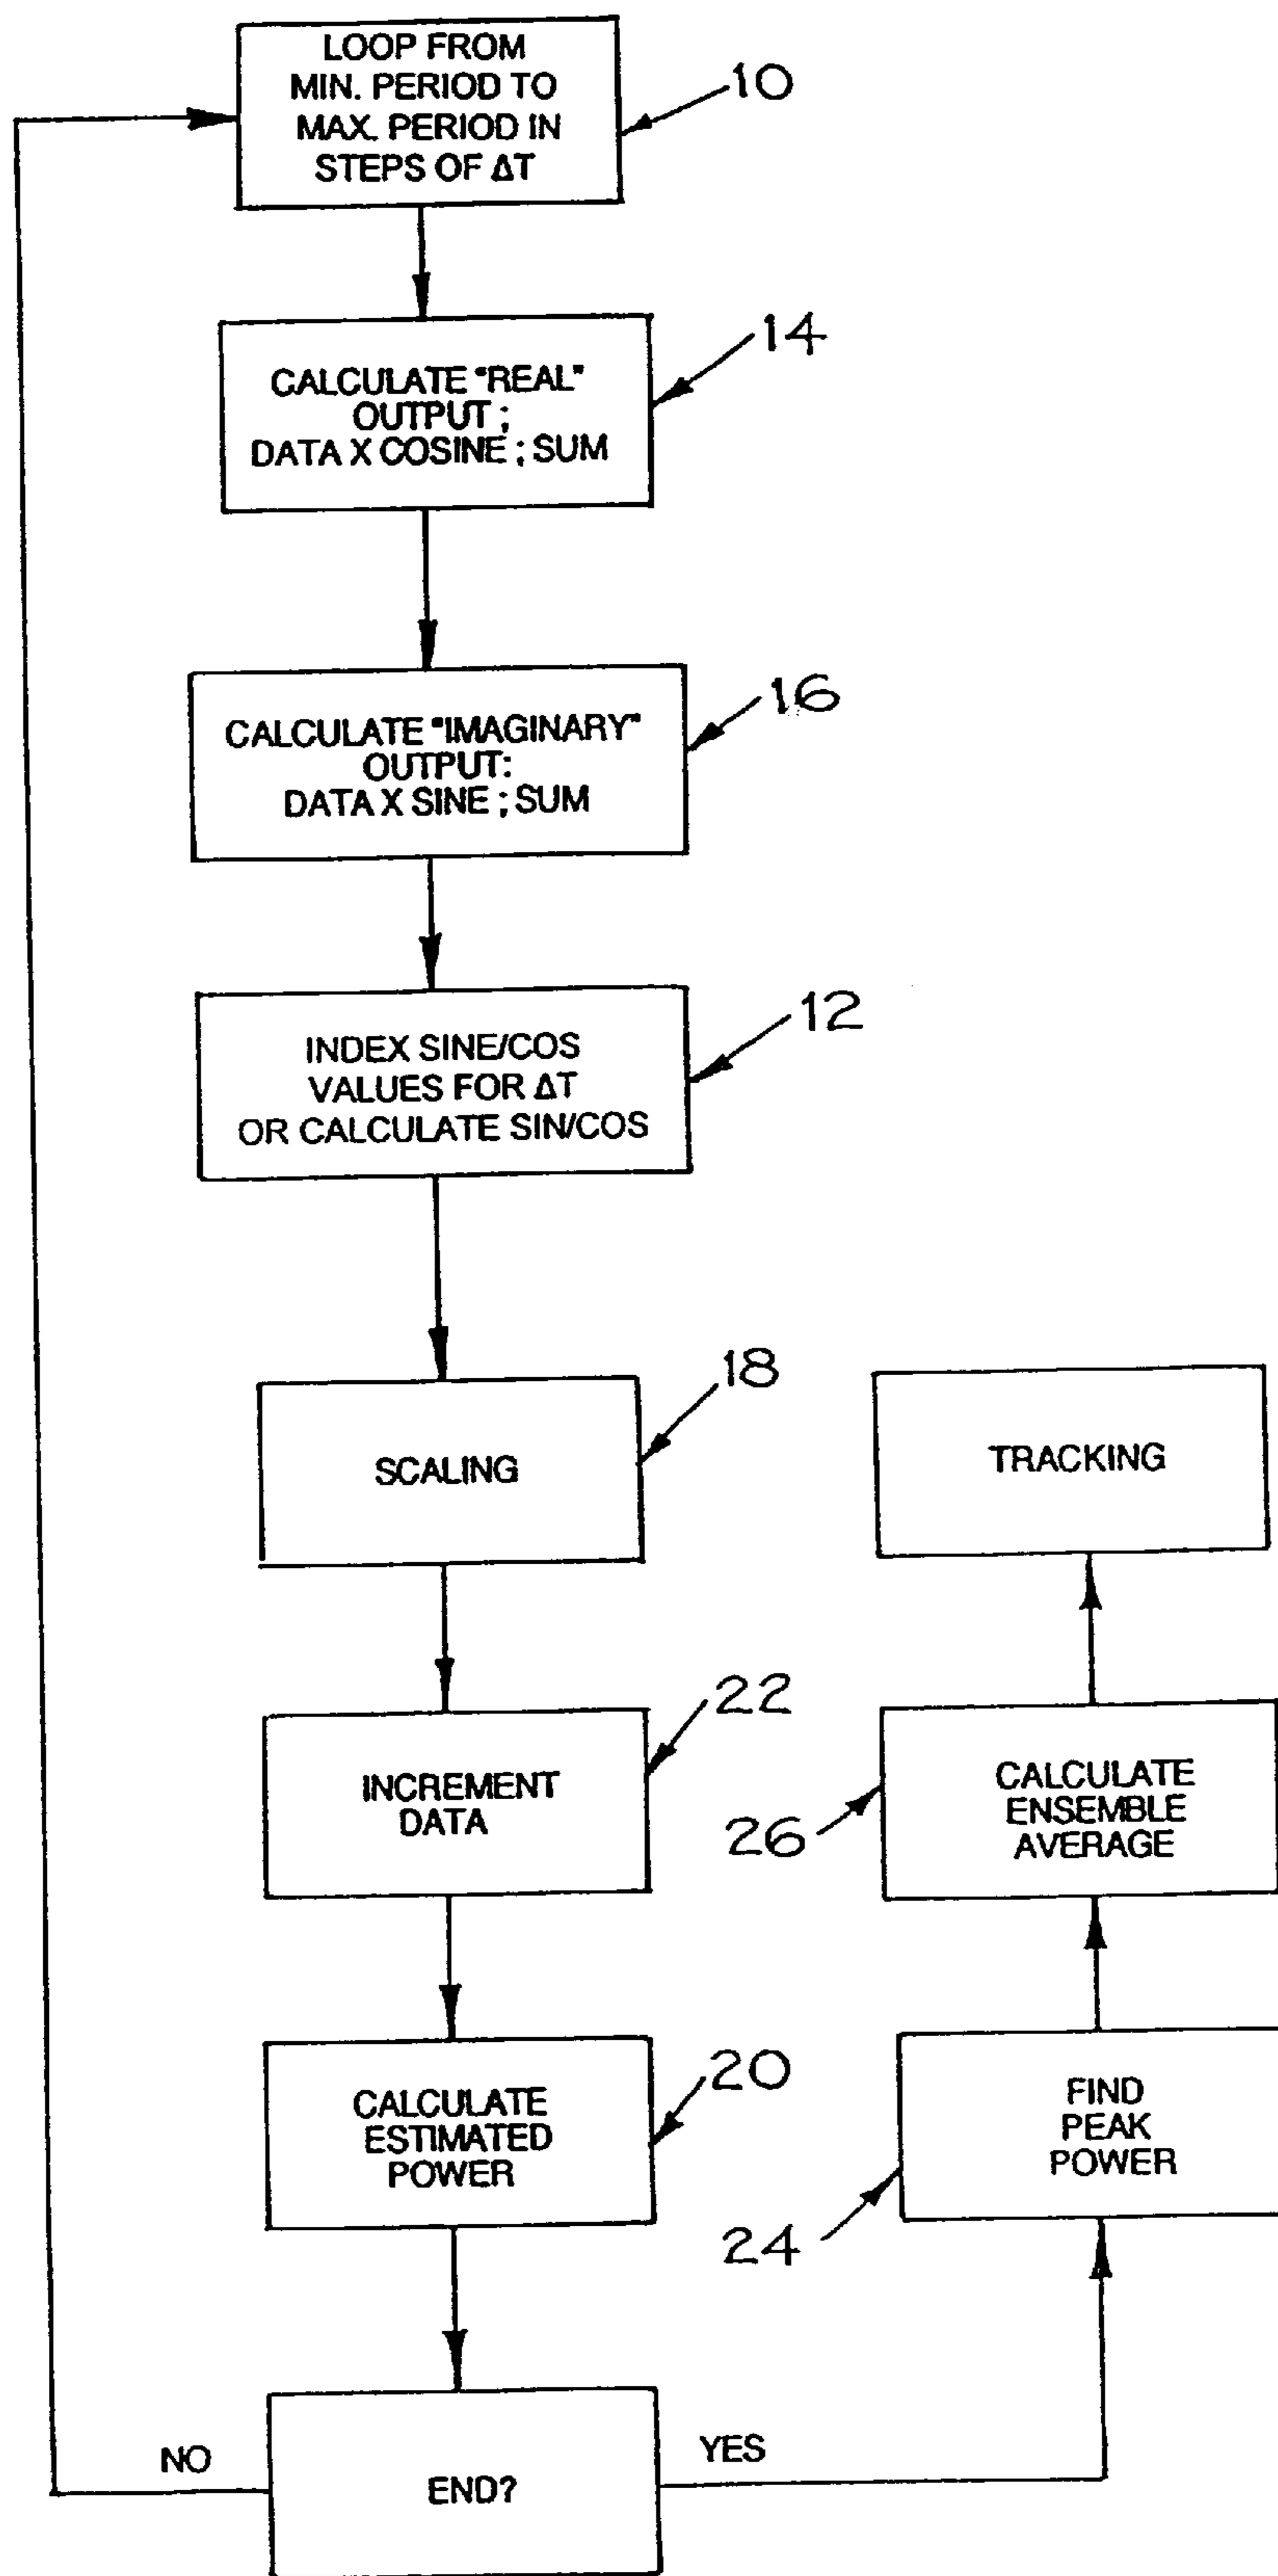 LOOP FROM
MIN. PERIOD TO
MAX. PERIOD IN
STEPS OF ΔT
10
CALCULATE "REAL"
OUTPUT ;
DATA X COSINE ; SUM
14
CALCULATE "IMAGINARY"
OUTPUT:
DATA X SINE ; SUM
16
INDEX SINE/COS
VALUES FOR ΔT
OR CALCULATE SIN/COS
12
SCALING
18
INCREMENT
DATA
22
CALCULATE
ESTIMATED
POWER
20
END?
NO
YES
FIND
PEAK
POWER
24
CALCULATE
ENSEMBLE
AVERAGE
26
TRACKING